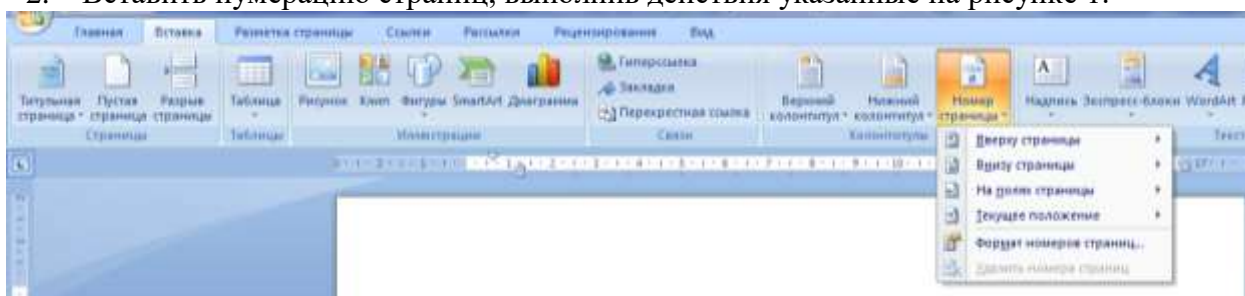 2. Вставить нумерацию страниц, выполнив действия указанные на рисунке 1.
Главная Вставка Разметка страницы Ссылки Рассылки Рецензирование Вид
Титульная страница Пустая страница Разрыв страницы Таблица Рисунок Клип Фигуры SmartArt Диаграмма Гиперссылка Закладка Перекрестная ссылка Верхний колонтитул Нижний колонтитул Номер страницы Надпись Экспресс-блоки WordArt
Страницы Таблицы Иллюстрации Связи Колонтитулы Текст
Вверху страницы
Внизу страницы
На полях страницы
Текущее положение
Формат номеров страниц...
Удалить номера страниц